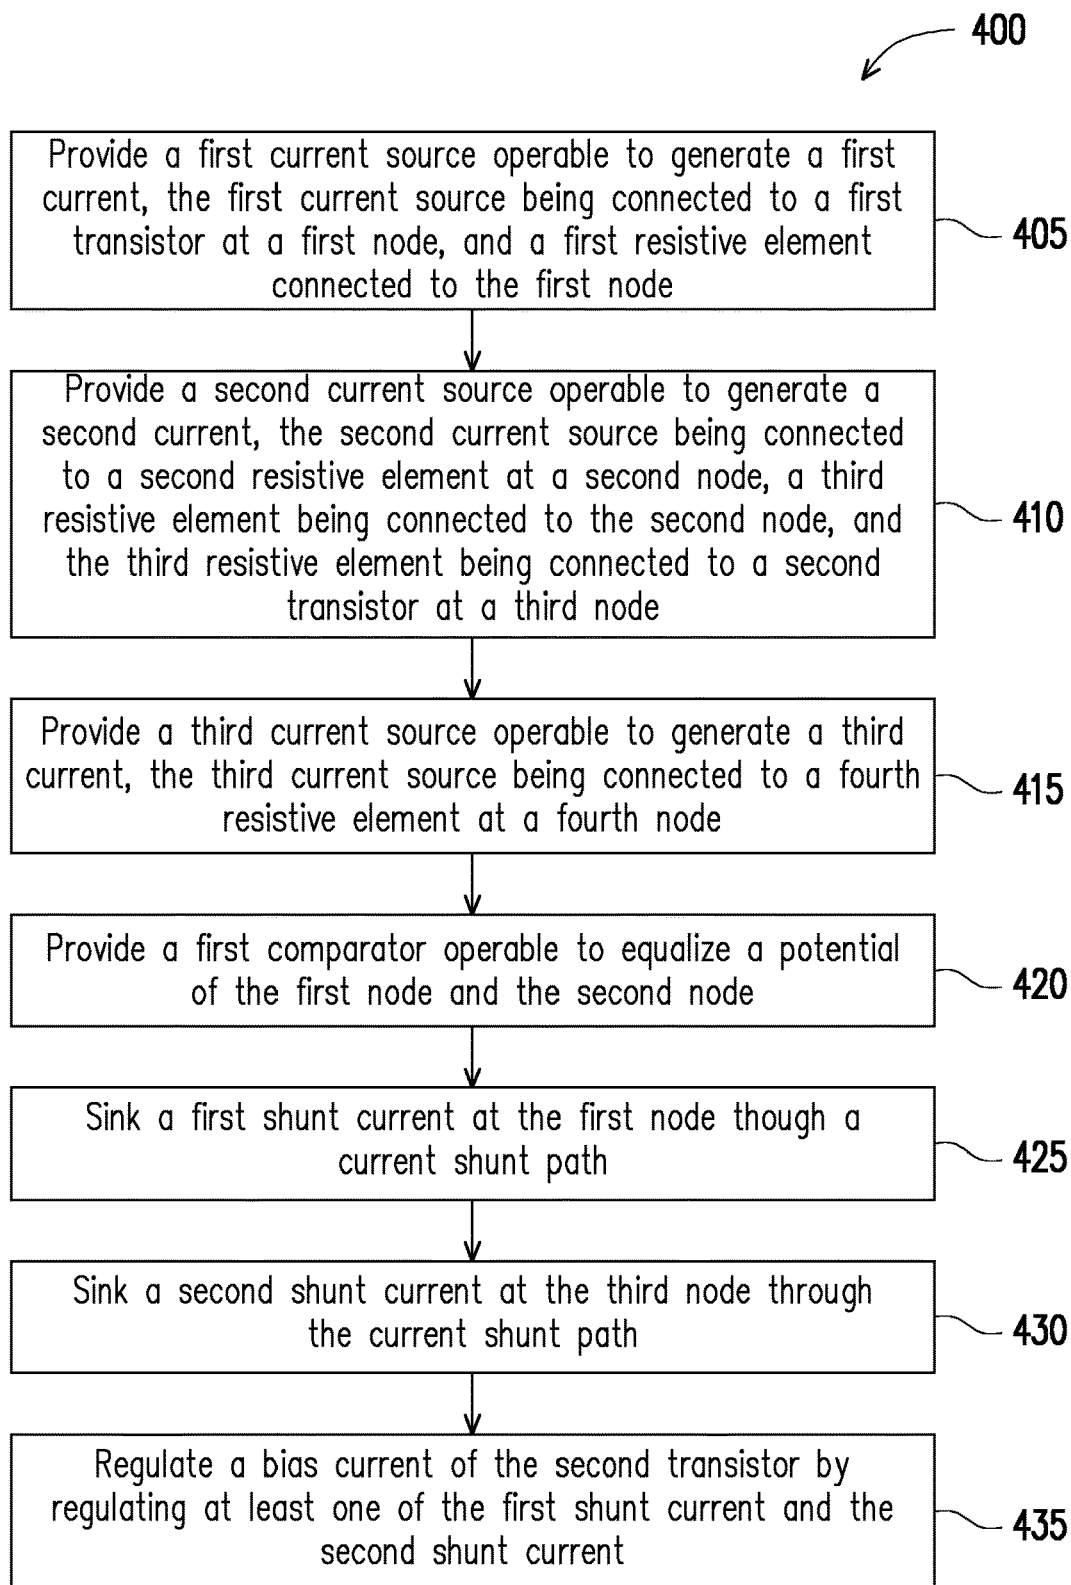 400
Provide a first current source operable to generate a first
current, the first current source being connected to a first
transistor at a first node, and a first resistive element
connected to the first node
405
Provide a second current source operable to generate a
second current, the second current source being connected
to a second resistive element at a second node, a third
resistive element being connected to the second node, and
the third resistive element being connected to a second
transistor at a third node
410
Provide a third current source operable to generate a third
current, the third current source being connected to a fourth
resistive element at a fourth node
415
Provide a first comparator operable to equalize a potential
of the first node and the second node
420
Sink a first shunt current at the first node though a
current shunt path
425
Sink a second shunt current at the third node through
the current shunt path
430
Regulate a bias current of the second transistor by
regulating at least one of the first shunt current and the
second shunt current
435